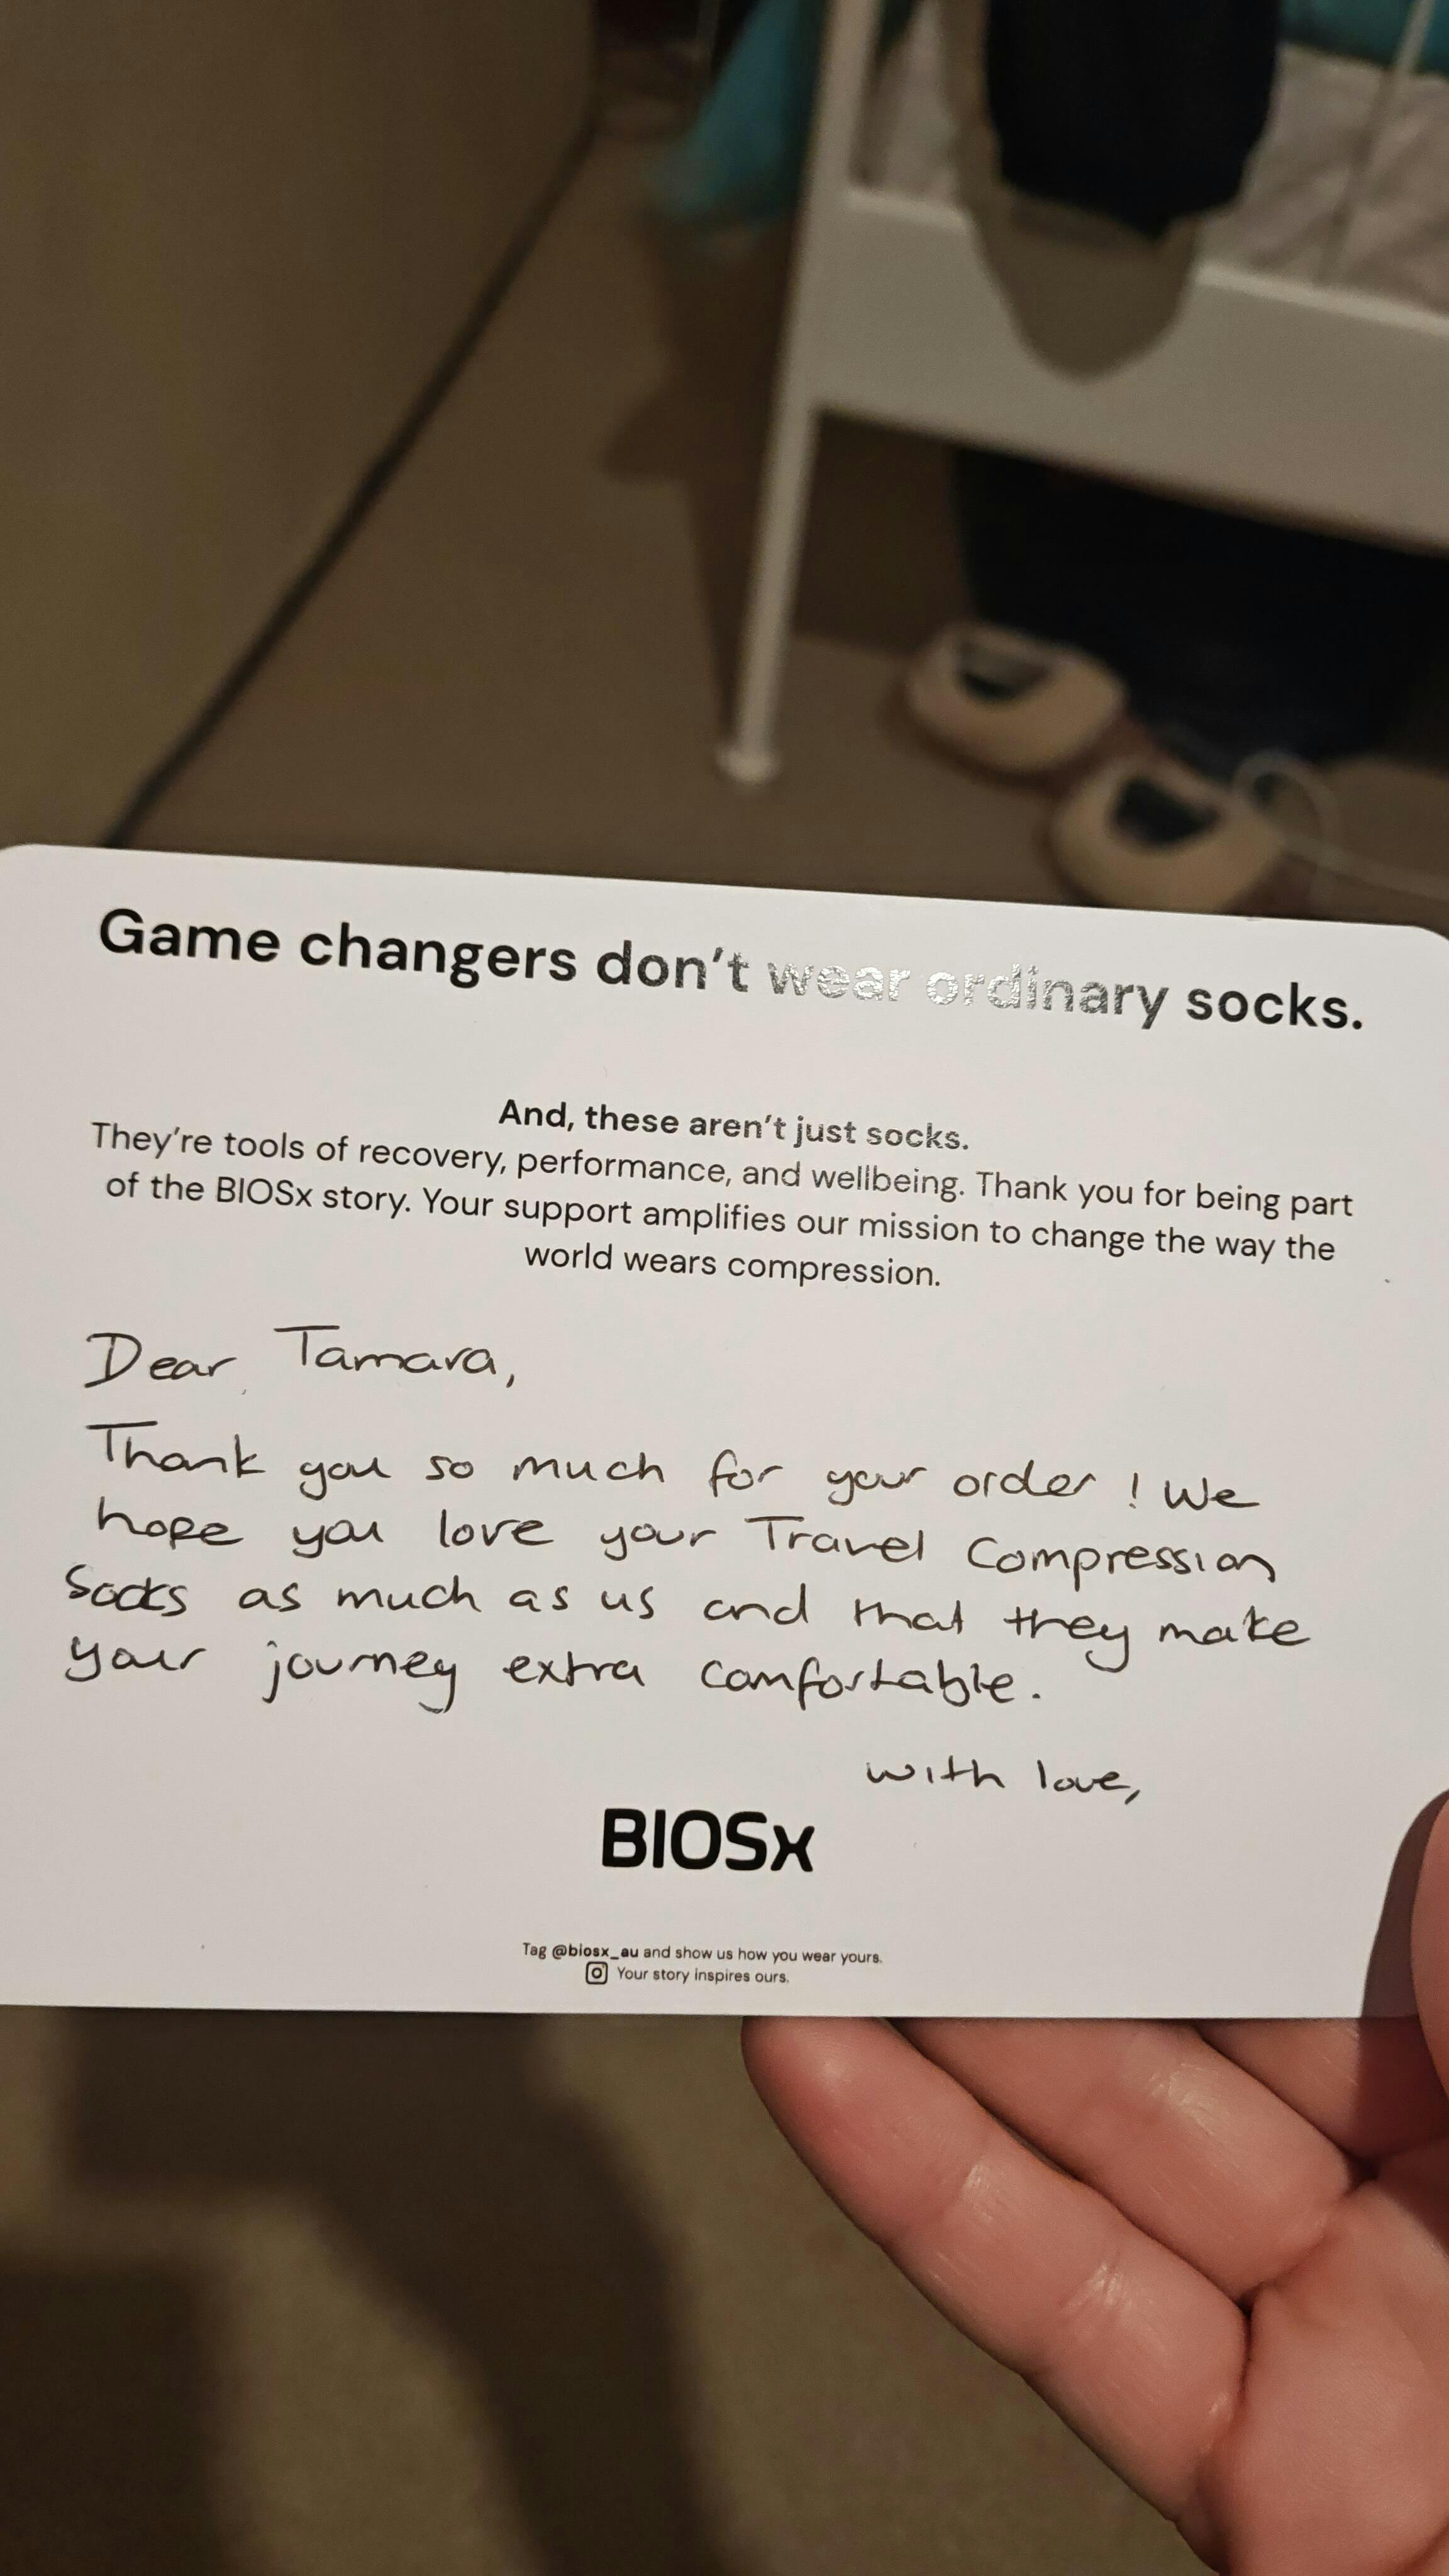 Game changers don't wear ordinary socks.
And, these aren't just socks.
They're tools of recovery, performance, and wellbeing. Thank you for being part
of the BIOSx story. Your support amplifies our mission to change the way the
world wears compression.
Dear Tamara,
Thank you so much for your order! We
hope you love your Travel Compression
Socks as much as us and that they make
your journey extra comfortable.
with love,
BIOSx
Tag @biosx_au and show us how you wear yours.
Your story inspires ours.